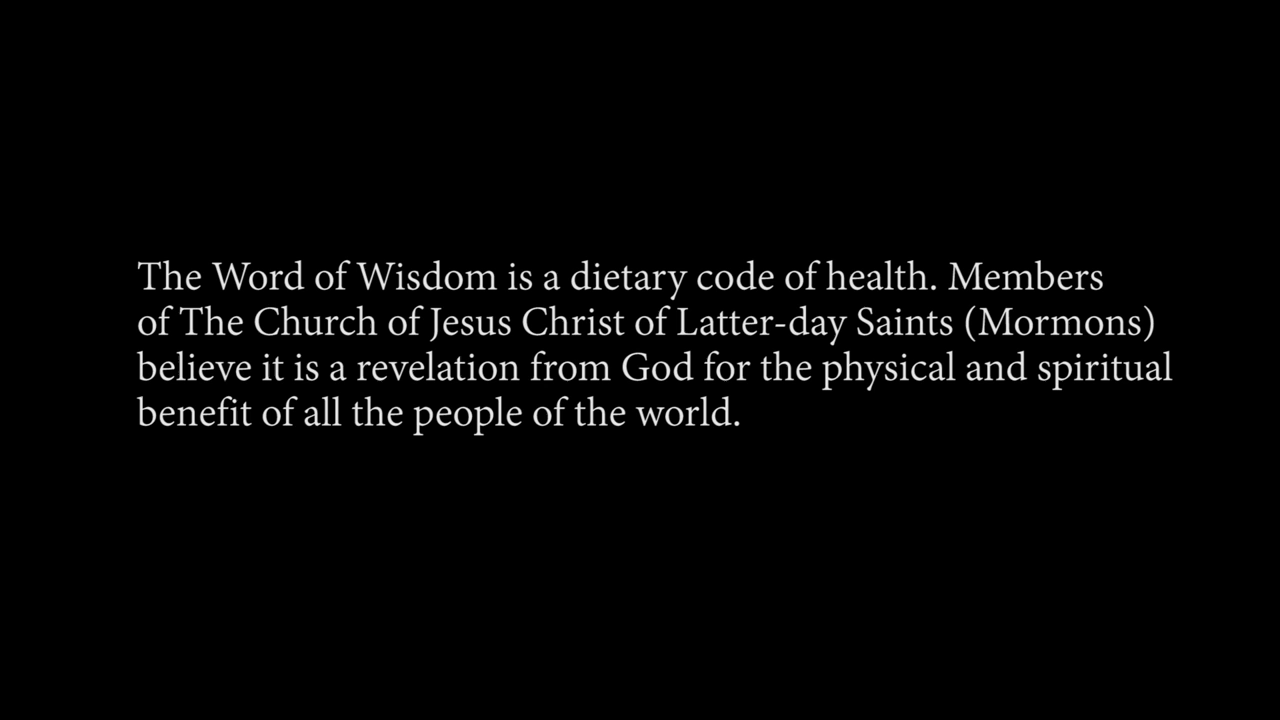 The Word of Wisdom is a dietary code of health. Members
of The Church of Jesus Christ of Latter-day Saints (Mormons)
believe it is a revelation from God for the physical and spiritual
benefit of all the people of the world.